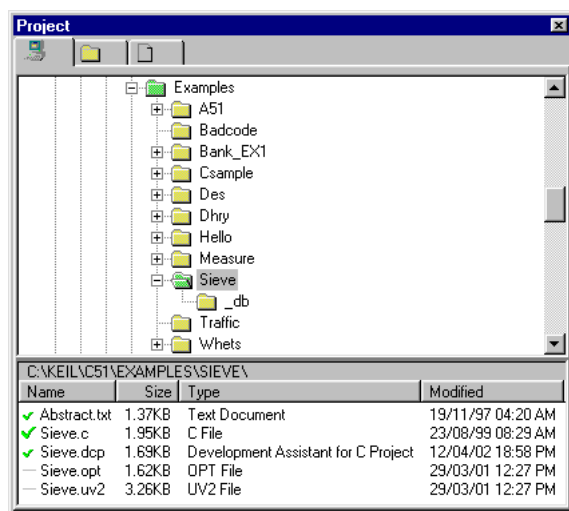 Project
Examples
A51
Badcode
Bank_EX1
Csample
Des
Dhry
Hello
Measure
Sieve
_db
Traffic
Whets
C:\KEIL\C51\EXAMPLES\SIEVE\
Name Size Type Modified
Abstract.txt 1.37KB Text Document 19/11/97 04:20 AM
Sieve.c 1.95KB C File 23/08/99 08:29 AM
Sieve.dcp 1.69KB Development Assistant for C Project 12/04/02 18:58 PM
Sieve.opt 1.62KB OPT File 29/03/01 12:27 PM
Sieve.uv2 3.26KB UV2 File 29/03/01 12:27 PM